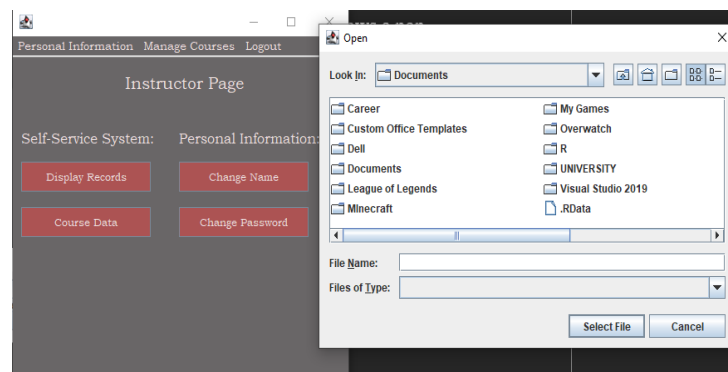 Personal Information Manage Courses Logout
Instructor Page
Self-Service System: Personal Information:
Display Records Change Name
Course Data Change Password
Open
Look In: Documents
Career
Custom Office Templates
Dell
Documents
League of Legends
MInecraft
My Games
Overwatch
R
UNIVERSITY
Visual Studio 2019
.RData
File Name:
Files of Type:
Select File Cancel